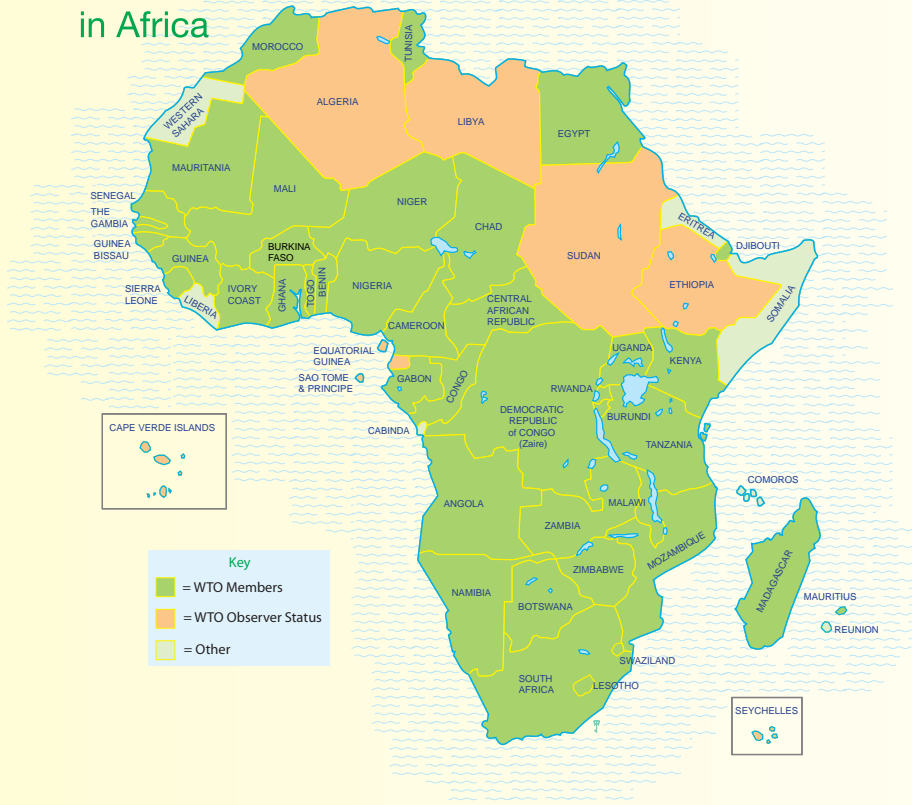 in Africa
MOROCCO
TUNISIA
ALGERIA
LIBYA
EGYPT
WESTERN
SAHARA
MAURITANIA
MALI
NIGER
CHAD
SUDAN
ERITREA
DJIBOUTI
SENEGAL
THE
GAMBIA
GUINEA
BISSAU
GUINEA
SIERRA
LEONE
LIBERIA
IVORY
COAST
BURKINA
FASO
GHANA
TOGO
BENIN
NIGERIA
CAMEROON
CENTRAL
AFRICAN
REPUBLIC
ETHIOPIA
SOMALIA
EQUATORIAL
GUINEA
SAO TOME
& PRINCIPE
GABON
CONGO
UGANDA
KENYA
RWANDA
BURUNDI
DEMOCRATIC
REPUBLIC
of CONGO
(Zaire)
TANZANIA
CABINDA
CAPE VERDE ISLANDS
COMOROS
ANGOLA
ZAMBIA
MALAWI
MOZAMBIQUE
ZIMBABWE
MADAGASCAR
MAURITIUS
REUNION
NAMIBIA
BOTSWANA
SWAZILAND
SOUTH
AFRICA
LESOTHO
SEYCHELLES
Key
= WTO Members
= WTO Observer Status
= Other